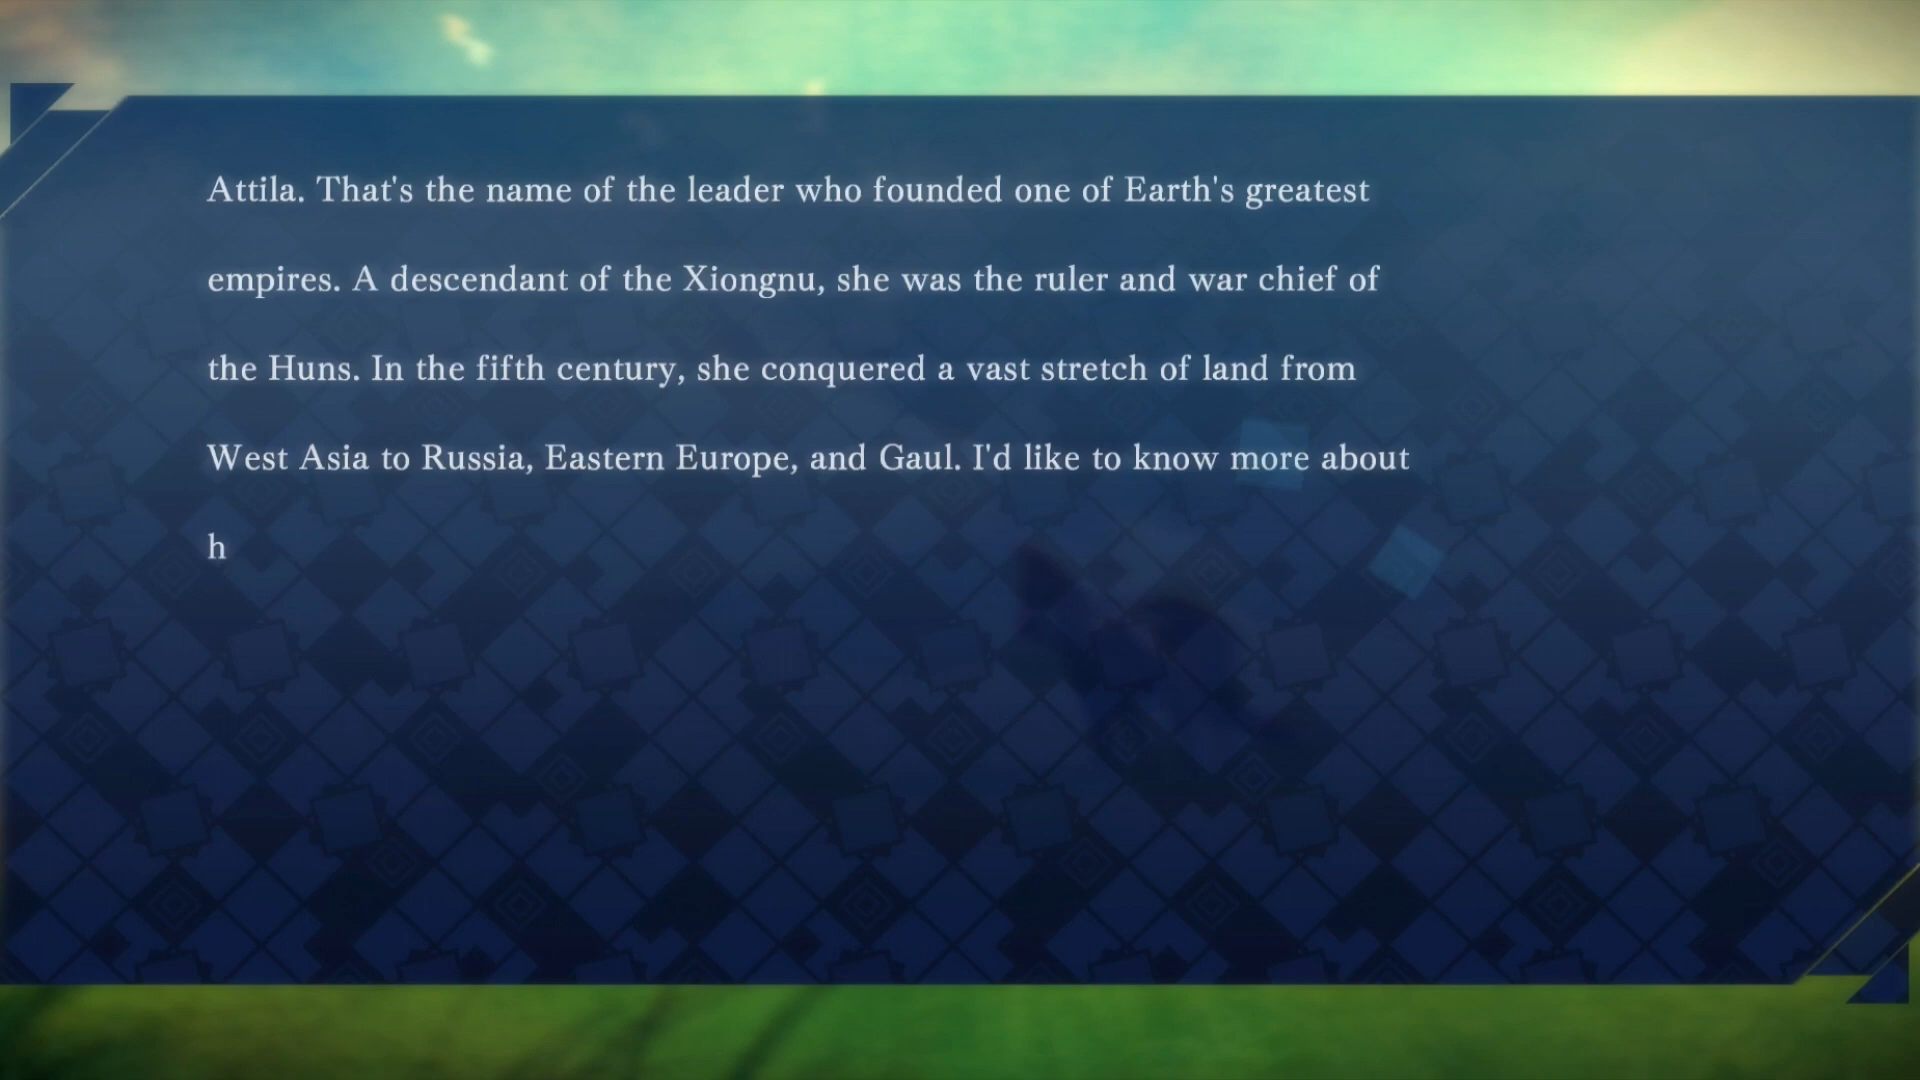 Attila. That's the name of the leader who founded one of Earth's greatest
empires. A descendant of the Xiongnu, she was the ruler and war chief of
the Huns. In the fifth century, she conquered a vast stretch of land from
West Asia to Russia, Eastern Europe, and Gaul. I'd like to know more about
h